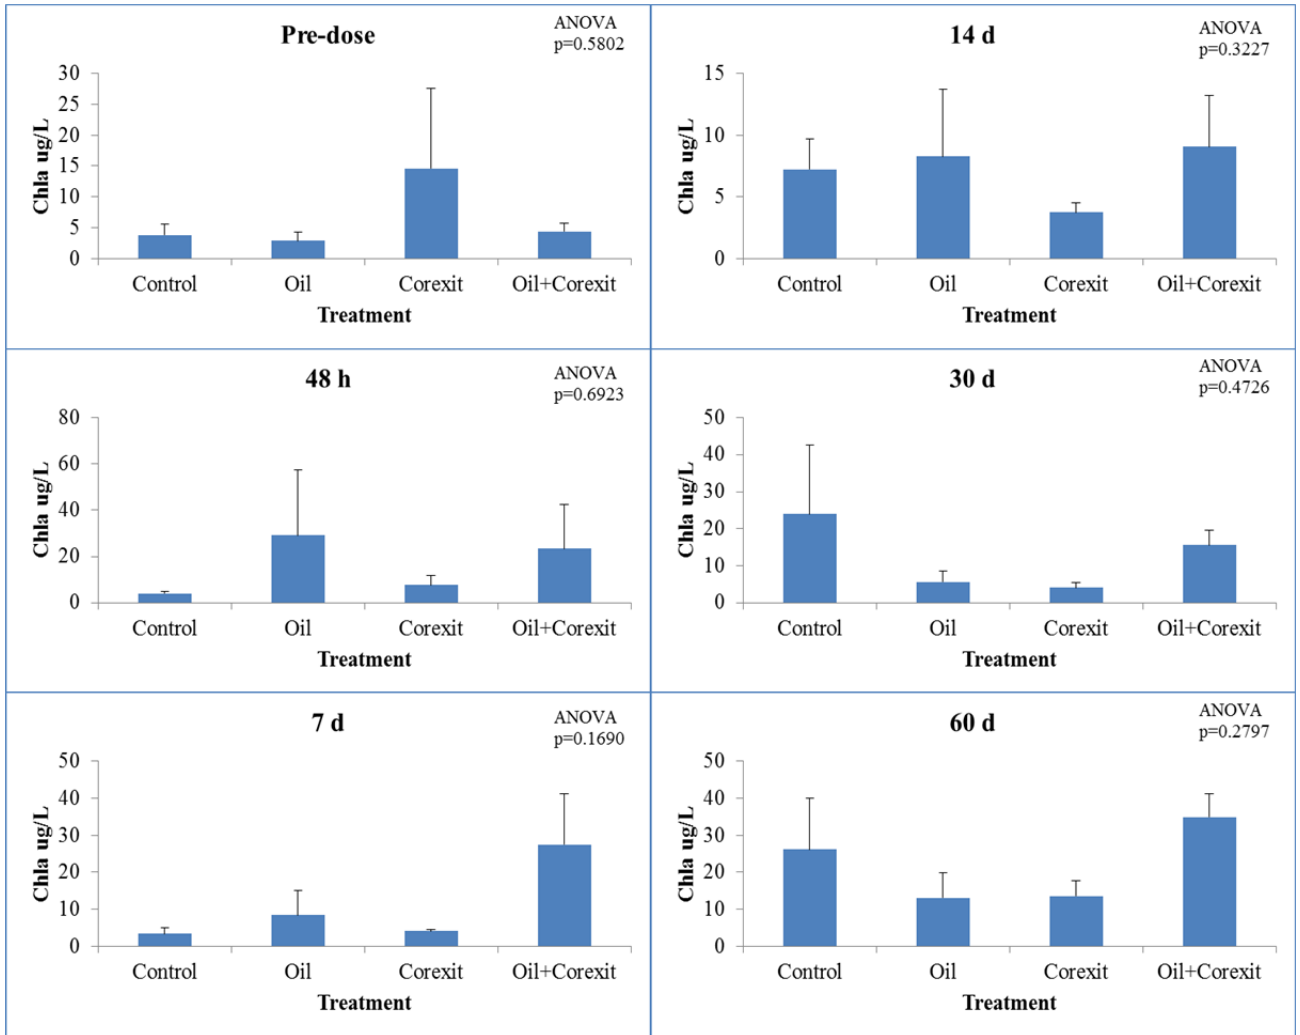 Pre-dose
ANOVA
p=0.5802
Chla ug/L
30
25
20
15
10
5
0
Control Oil Corexit Oil+Corexit
Treatment
14 d
ANOVA
p=0.3227
Chla ug/L
15
10
5
0
Control Oil Corexit Oil+Corexit
Treatment
48 h
ANOVA
p=0.6923
Chla ug/L
80
60
40
20
0
Control Oil Corexit Oil+Corexit
Treatment
30 d
ANOVA
p=0.4726
Chla ug/L
50
40
30
20
10
0
Control Oil Corexit Oil+Corexit
Treatment
7 d
ANOVA
p=0.1690
Chla ug/L
50
40
30
20
10
0
Control Oil Corexit Oil+Corexit
Treatment
60 d
ANOVA
p=0.2797
Chla ug/L
50
40
30
20
10
0
Control Oil Corexit Oil+Corexit
Treatment